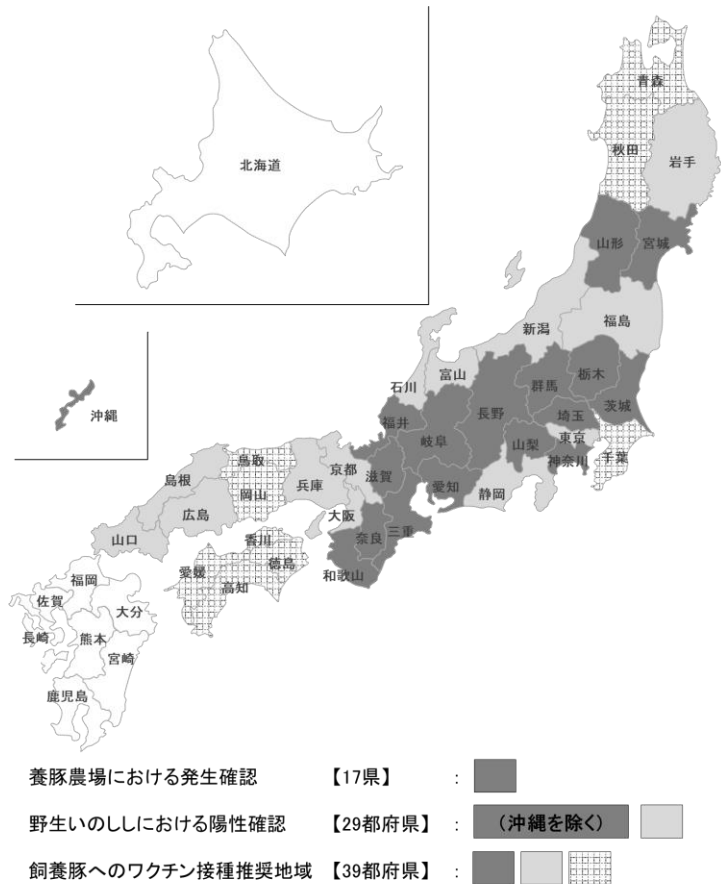 青森
北海道
秋田
岩手
山形
宮城
新潟
福島
富山
石川
群馬
栃木
沖縄
福井
長野
茨城
埼玉
岐阜
東京
山梨
鳥取
京都
滋賀
神奈川
千葉
島根
兵庫
愛知
静岡
岡山
広島
大阪
三重
山口
香川
奈良
徳島
愛媛
和歌山
福岡
高知
佐賀
大分
長崎
熊本
宮崎
鹿児島
養豚農場における発生確認 【17県】 :
野生いのししにおける陽性確認 【29都府県】 : (沖縄を除く)
飼養豚へのワクチン接種推奨地域 【39都府県】 :